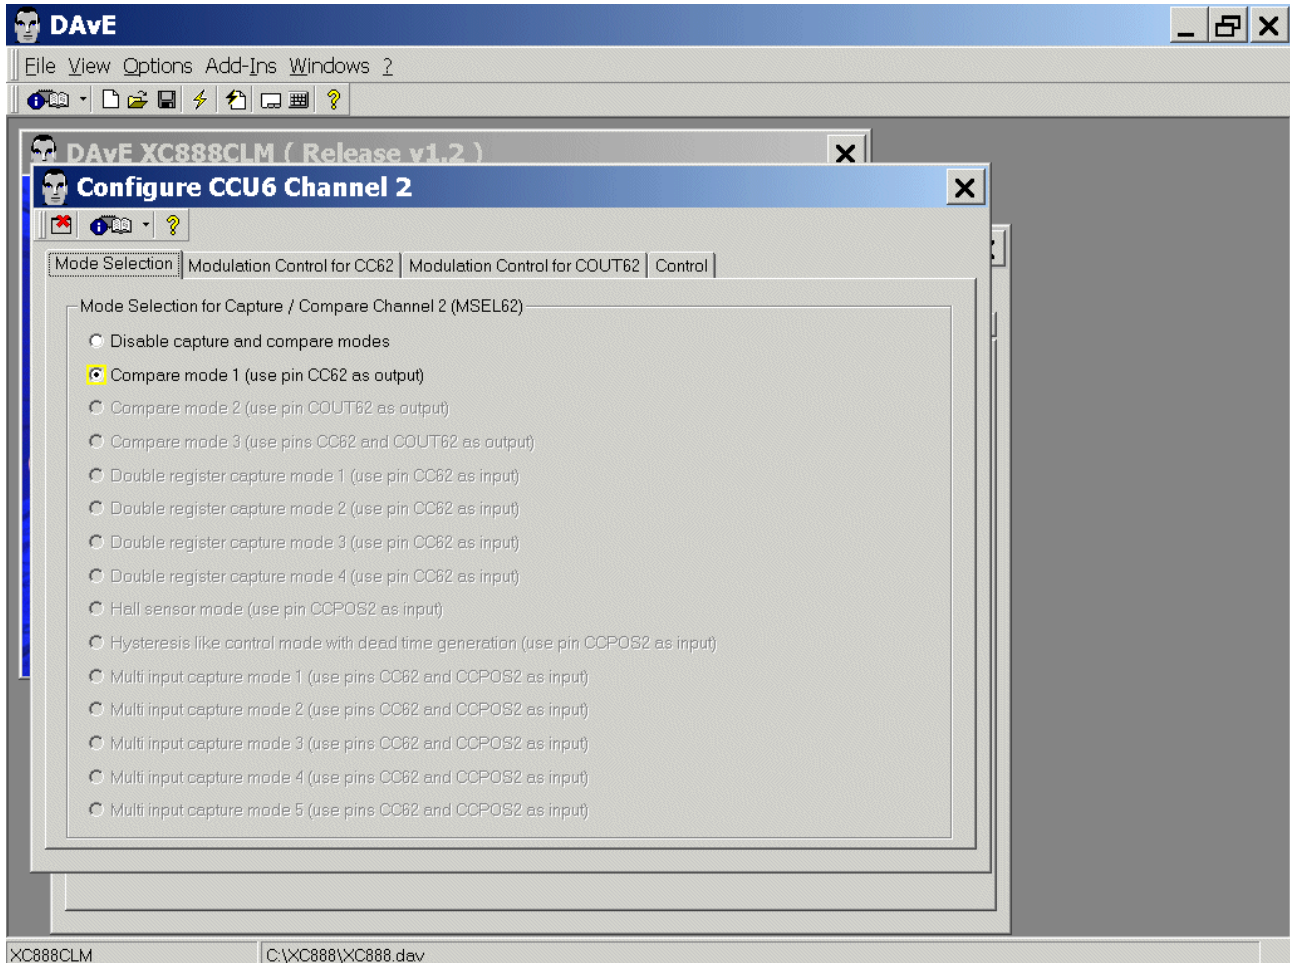 DAvE
File View Options Add-Ins Windows ?
DAvE XC888CLM ( Release v1.2 )
Configure CCU6 Channel 2
Mode Selection Modulation Control for CC62 Modulation Control for COUT62 Control
Mode Selection for Capture / Compare Channel 2 (MSEL62)
Disable capture and compare modes
Compare mode 1 (use pin CC62 as output)
Compare mode 2 (use pin COUT62 as output)
Compare mode 3 (use pins CC62 and COUT62 as output)
Double register capture mode 1 (use pin CC62 as input)
Double register capture mode 2 (use pin CC62 as input)
Double register capture mode 3 (use pin CC62 as input)
Double register capture mode 4 (use pin CC62 as input)
Hall sensor mode (use pin CCPOS2 as input)
Hysteresis like control mode with dead time generation (use pin CCPOS2 as input)
Multi input capture mode 1 (use pins CC62 and CCPOS2 as input)
Multi input capture mode 2 (use pins CC62 and CCPOS2 as input)
Multi input capture mode 3 (use pins CC62 and CCPOS2 as input)
Multi input capture mode 4 (use pins CC62 and CCPOS2 as input)
Multi input capture mode 5 (use pins CC62 and CCPOS2 as input)
XC888CLM C:\XC888\XC888.dav